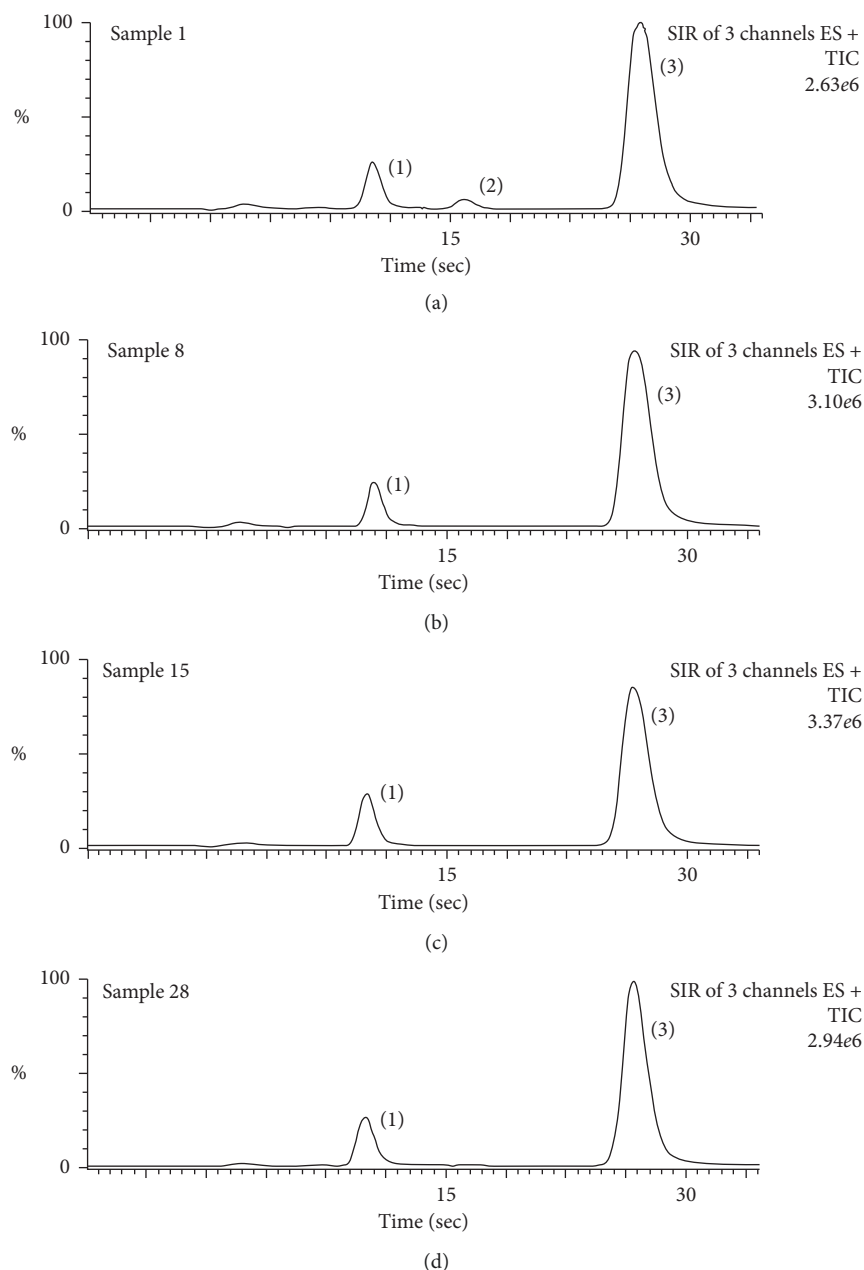 100
Sample 1
SIR of 3 channels ES +
TIC
2.63e6
(3)
%
(1)
(2)
0
15
30
Time (sec)
(a)
100
Sample 8
SIR of 3 channels ES +
TIC
3.10e6
(3)
%
(1)
0
15
30
Time (sec)
(b)
100
Sample 15
SIR of 3 channels ES +
TIC
3.37e6
(3)
%
(1)
0
15
30
Time (sec)
(c)
100
Sample 28
SIR of 3 channels ES +
TIC
2.94e6
(3)
%
(1)
0
15
30
Time (sec)
(d)